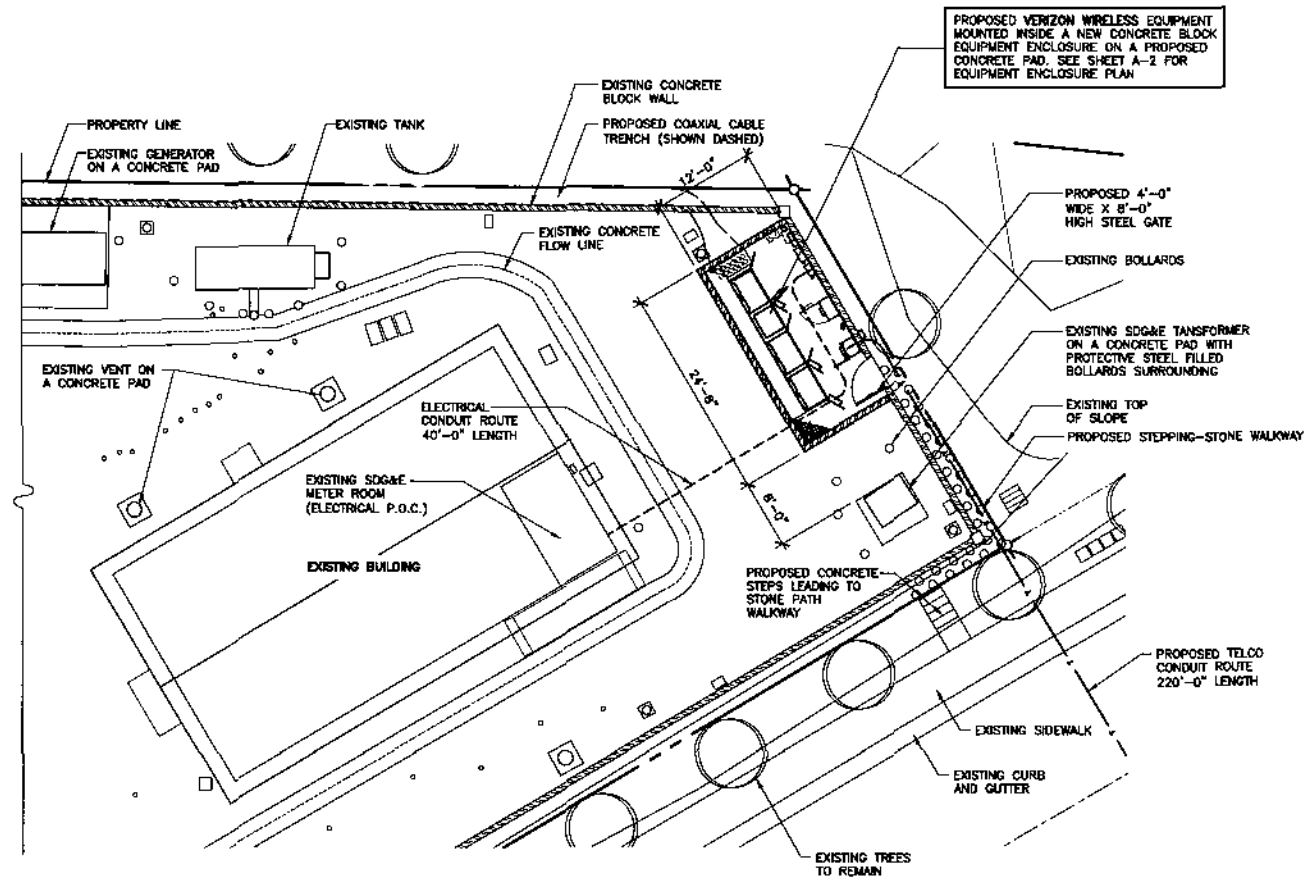 PROPOSED VERIZON WIRELESS EQUIPMENT
MOUNTED INSIDE A NEW CONCRETE BLOCK
EQUIPMENT ENCLOSURE ON A PROPOSED
CONCRETE PAD. SEE SHEET A-2 FOR
EQUIPMENT ENCLOSURE PLAN
EXISTING CONCRETE
BLOCK WALL
PROPERTY LINE
EXISTING TANK
PROPOSED COAXIAL CABLE
TRENCH (SHOWN DASHED)
EXISTING GENERATOR
ON A CONCRETE PAD
12'-0"
PROPOSED 4'-0"
WIDE X 8'-0"
HIGH STEEL GATE
EXISTING CONCRETE
FLOW LINE
EXISTING BOLLARDS
EXISTING SDG&E TANSFORMER
ON A CONCRETE PAD WITH
PROTECTIVE STEEL FILLED
BOLLARDS SURROUNDING
EXISTING VENT ON
A CONCRETE PAD
24'-8"
ELECTRICAL
CONDUIT ROUTE
40'-0" LENGTH
EXISTING TOP
OF SLOPE
PROPOSED STEPPING-STONE WALKWAY
EXISTING SDG&E
METER ROOM
(ELECTRICAL P.O.C.)
8'-0"
EXISTING BUILDING
PROPOSED CONCRETE
STEPS LEADING TO
STONE PATH
WALKWAY
PROPOSED TELCO
CONDUIT ROUTE
220'-0" LENGTH
EXISTING SIDEWALK
EXISTING CURB
AND GUTTER
EXISTING TREES
TO REMAIN